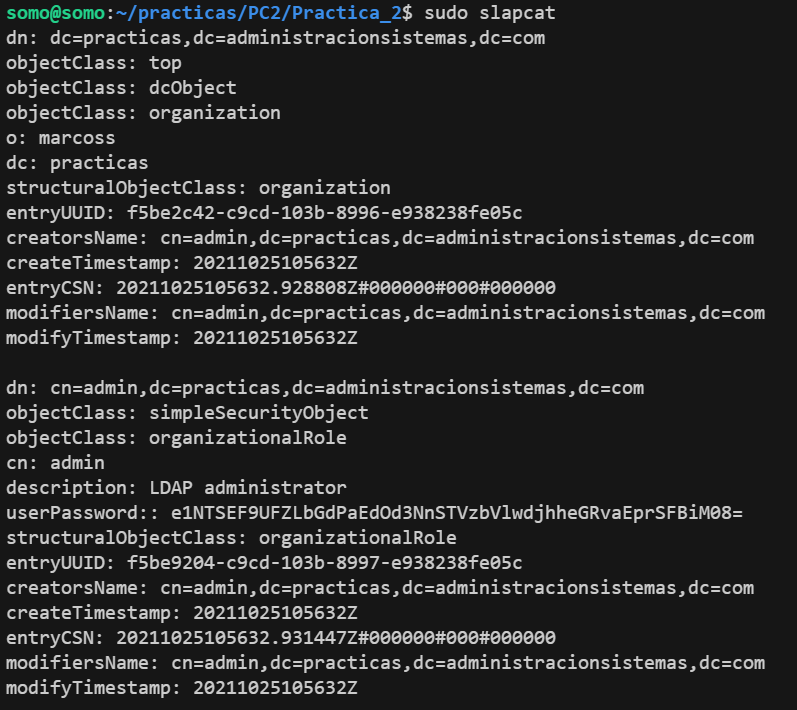 somo@somo:~/practicas/PC2/Practica_2$ sudo slapcat
dn: dc=practicas,dc=administracionsistemas,dc=com
objectClass: top
objectClass: dcObject
objectClass: organization
o: marcoss
dc: practicas
structuralObjectClass: organization
entryUUID: f5be2c42-c9cd-103b-8996-e938238fe05c
creatorsName: cn=admin,dc=practicas,dc=administracionsistemas,dc=com
createTimestamp: 20211025105632Z
entryCSN: 20211025105632.928808Z#000000#000#000000
modifiersName: cn=admin,dc=practicas,dc=administracionsistemas,dc=com
modifyTimestamp: 20211025105632Z

dn: cn=admin,dc=practicas,dc=administracionsistemas,dc=com
objectClass: simpleSecurityObject
objectClass: organizationalRole
cn: admin
description: LDAP administrator
userPassword:: e1NTSEF9UFZLbGdPaEdOd3NnSTVzbVlwdjhheGRvaEprSFBiM08=
structuralObjectClass: organizationalRole
entryUUID: f5be9204-c9cd-103b-8997-e938238fe05c
creatorsName: cn=admin,dc=practicas,dc=administracionsistemas,dc=com
createTimestamp: 20211025105632Z
entryCSN: 20211025105632.931447Z#000000#000#000000
modifiersName: cn=admin,dc=practicas,dc=administracionsistemas,dc=com
modifyTimestamp: 20211025105632Z